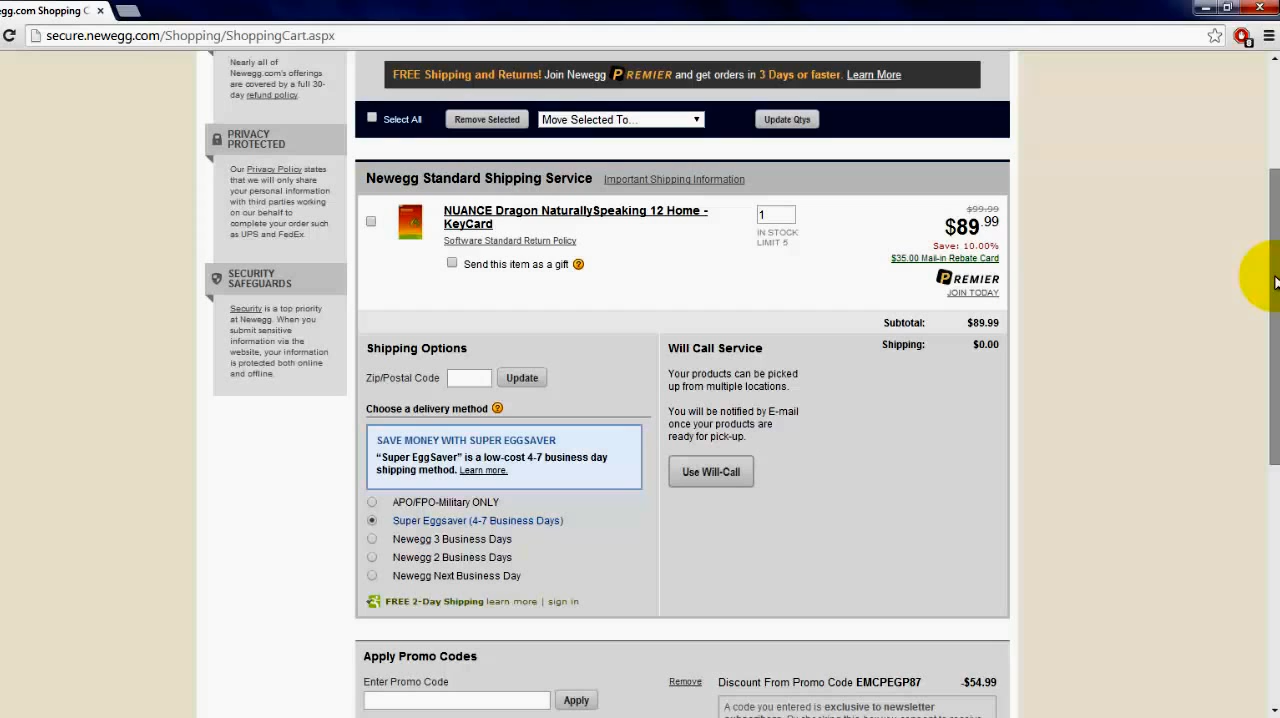 egg.com Shopping C
secure.newegg.com/Shopping/ShoppingCart.aspx
Nearly all of
Newegg.com's offerings
are covered by a full 30-
day refund policy.
PRIVACY
PROTECTED
Our Privacy Policy states
that we will only share
your personal information
with third parties working
on our behalf to
complete your order such
as UPS and FedEx.
SECURITY
SAFEGUARDS
Security is a top priority
at Newegg. When you
submit sensitive
information via the
website, your information
is protected both online
and offline.
FREE Shipping and Returns! Join Newegg PREMIER and get orders in 3 Days or faster. Learn More
Select All Remove Selected Move Selected To... Update Qtys
Newegg Standard Shipping Service Important Shipping Information
NUANCE Dragon NaturallySpeaking 12 Home -
KeyCard
Software Standard Return Policy
Send this item as a gift
1
IN STOCK
LIMIT 5
$99.99
$89.99
Save: 10.00%
$35.00 Mail-in Rebate Card
PREMIER
JOIN TODAY
Subtotal: $89.99
Shipping: $0.00
Shipping Options
Zip/Postal Code Update
Choose a delivery method
SAVE MONEY WITH SUPER EGGSAVER
“Super EggSaver” is a low-cost 4-7 business day
shipping method. Learn more.
APO/FPO-Military ONLY
Super Eggsaver (4-7 Business Days)
Newegg 3 Business Days
Newegg 2 Business Days
Newegg Next Business Day
FREE 2-Day Shipping learn more | sign in
Will Call Service
Your products can be picked
up from multiple locations.
You will be notified by E-mail
once your products are
ready for pick-up.
Use Will-Call
Apply Promo Codes
Enter Promo Code
Apply
Remove Discount From Promo Code EMCPEGP87 -$54.99
A code you entered is exclusive to newsletter